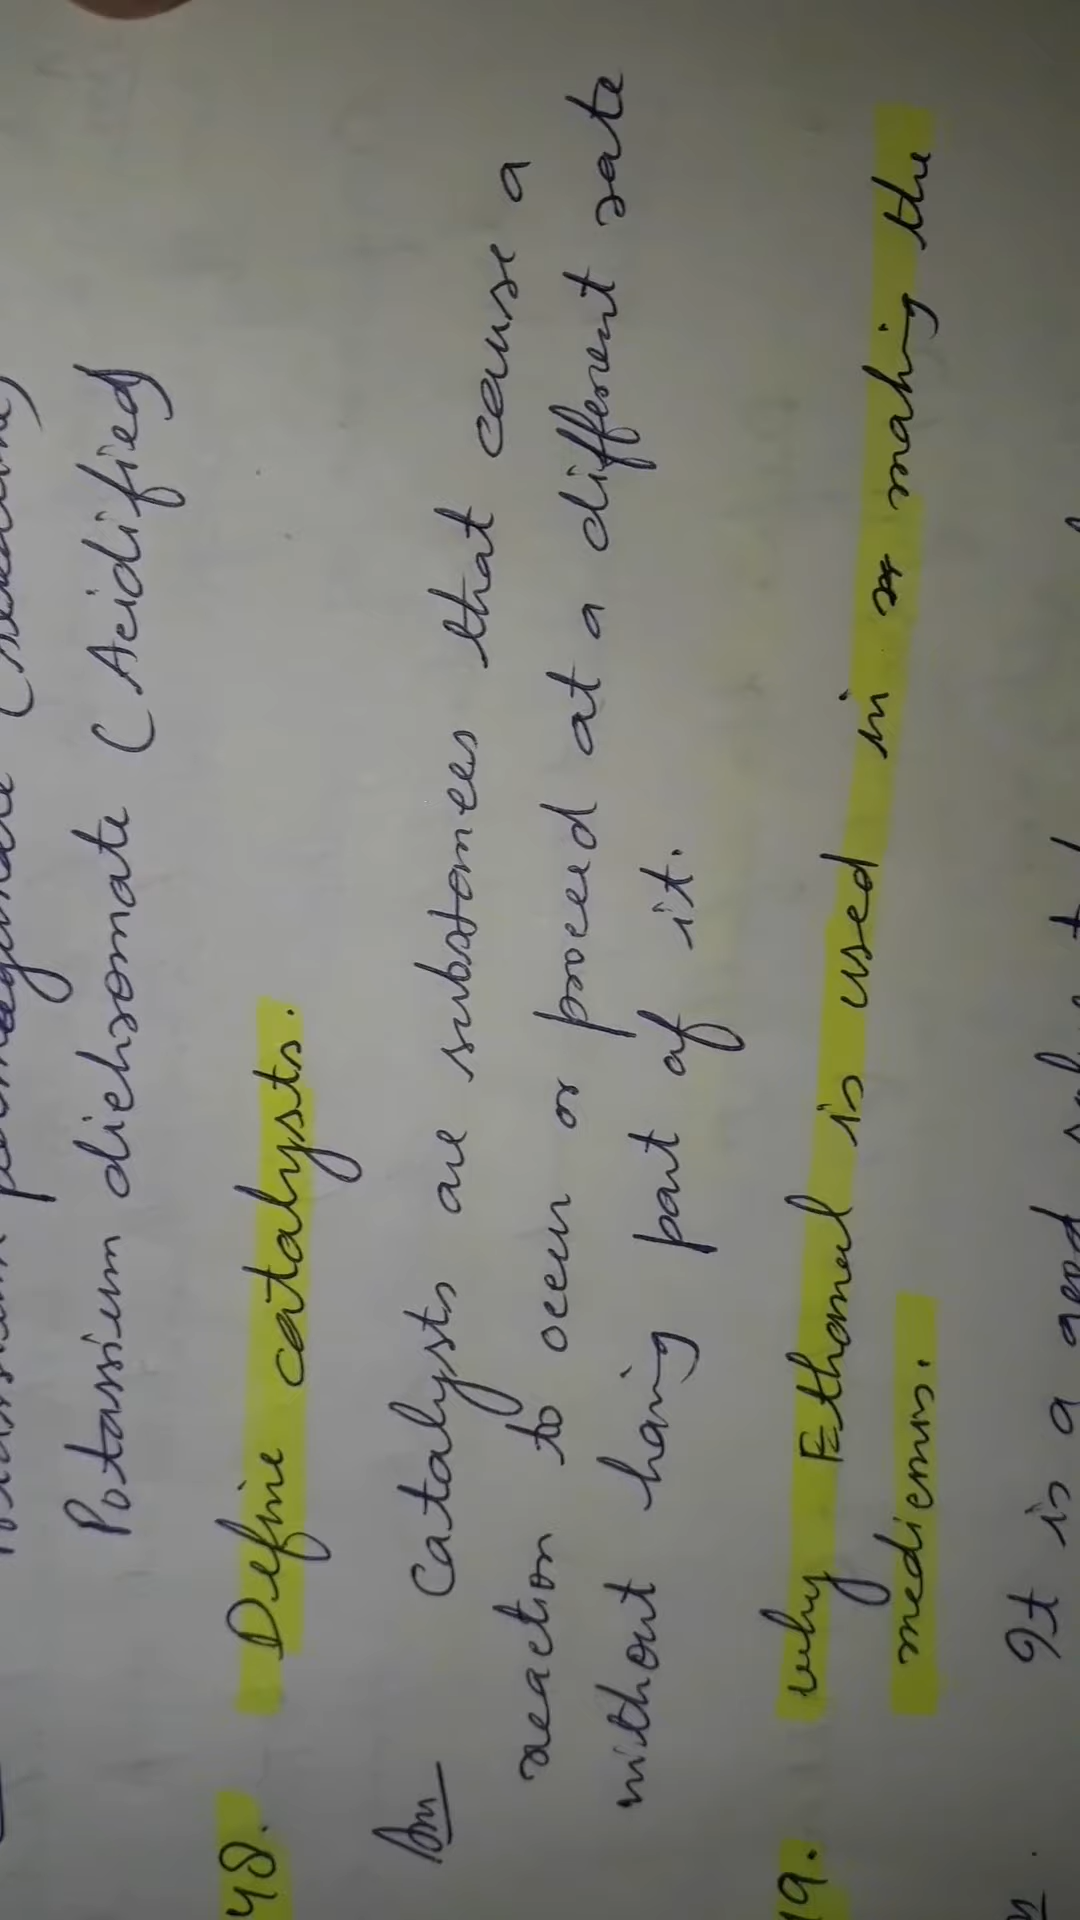 Potassium dichromate (Acidified
48. Define catalysts.
Ans Catalysts are substances that cause a
reaction to occur or proceed at a different rate
without having part of it.
19. why Ethanol is used in making the
medicines.
It is a good